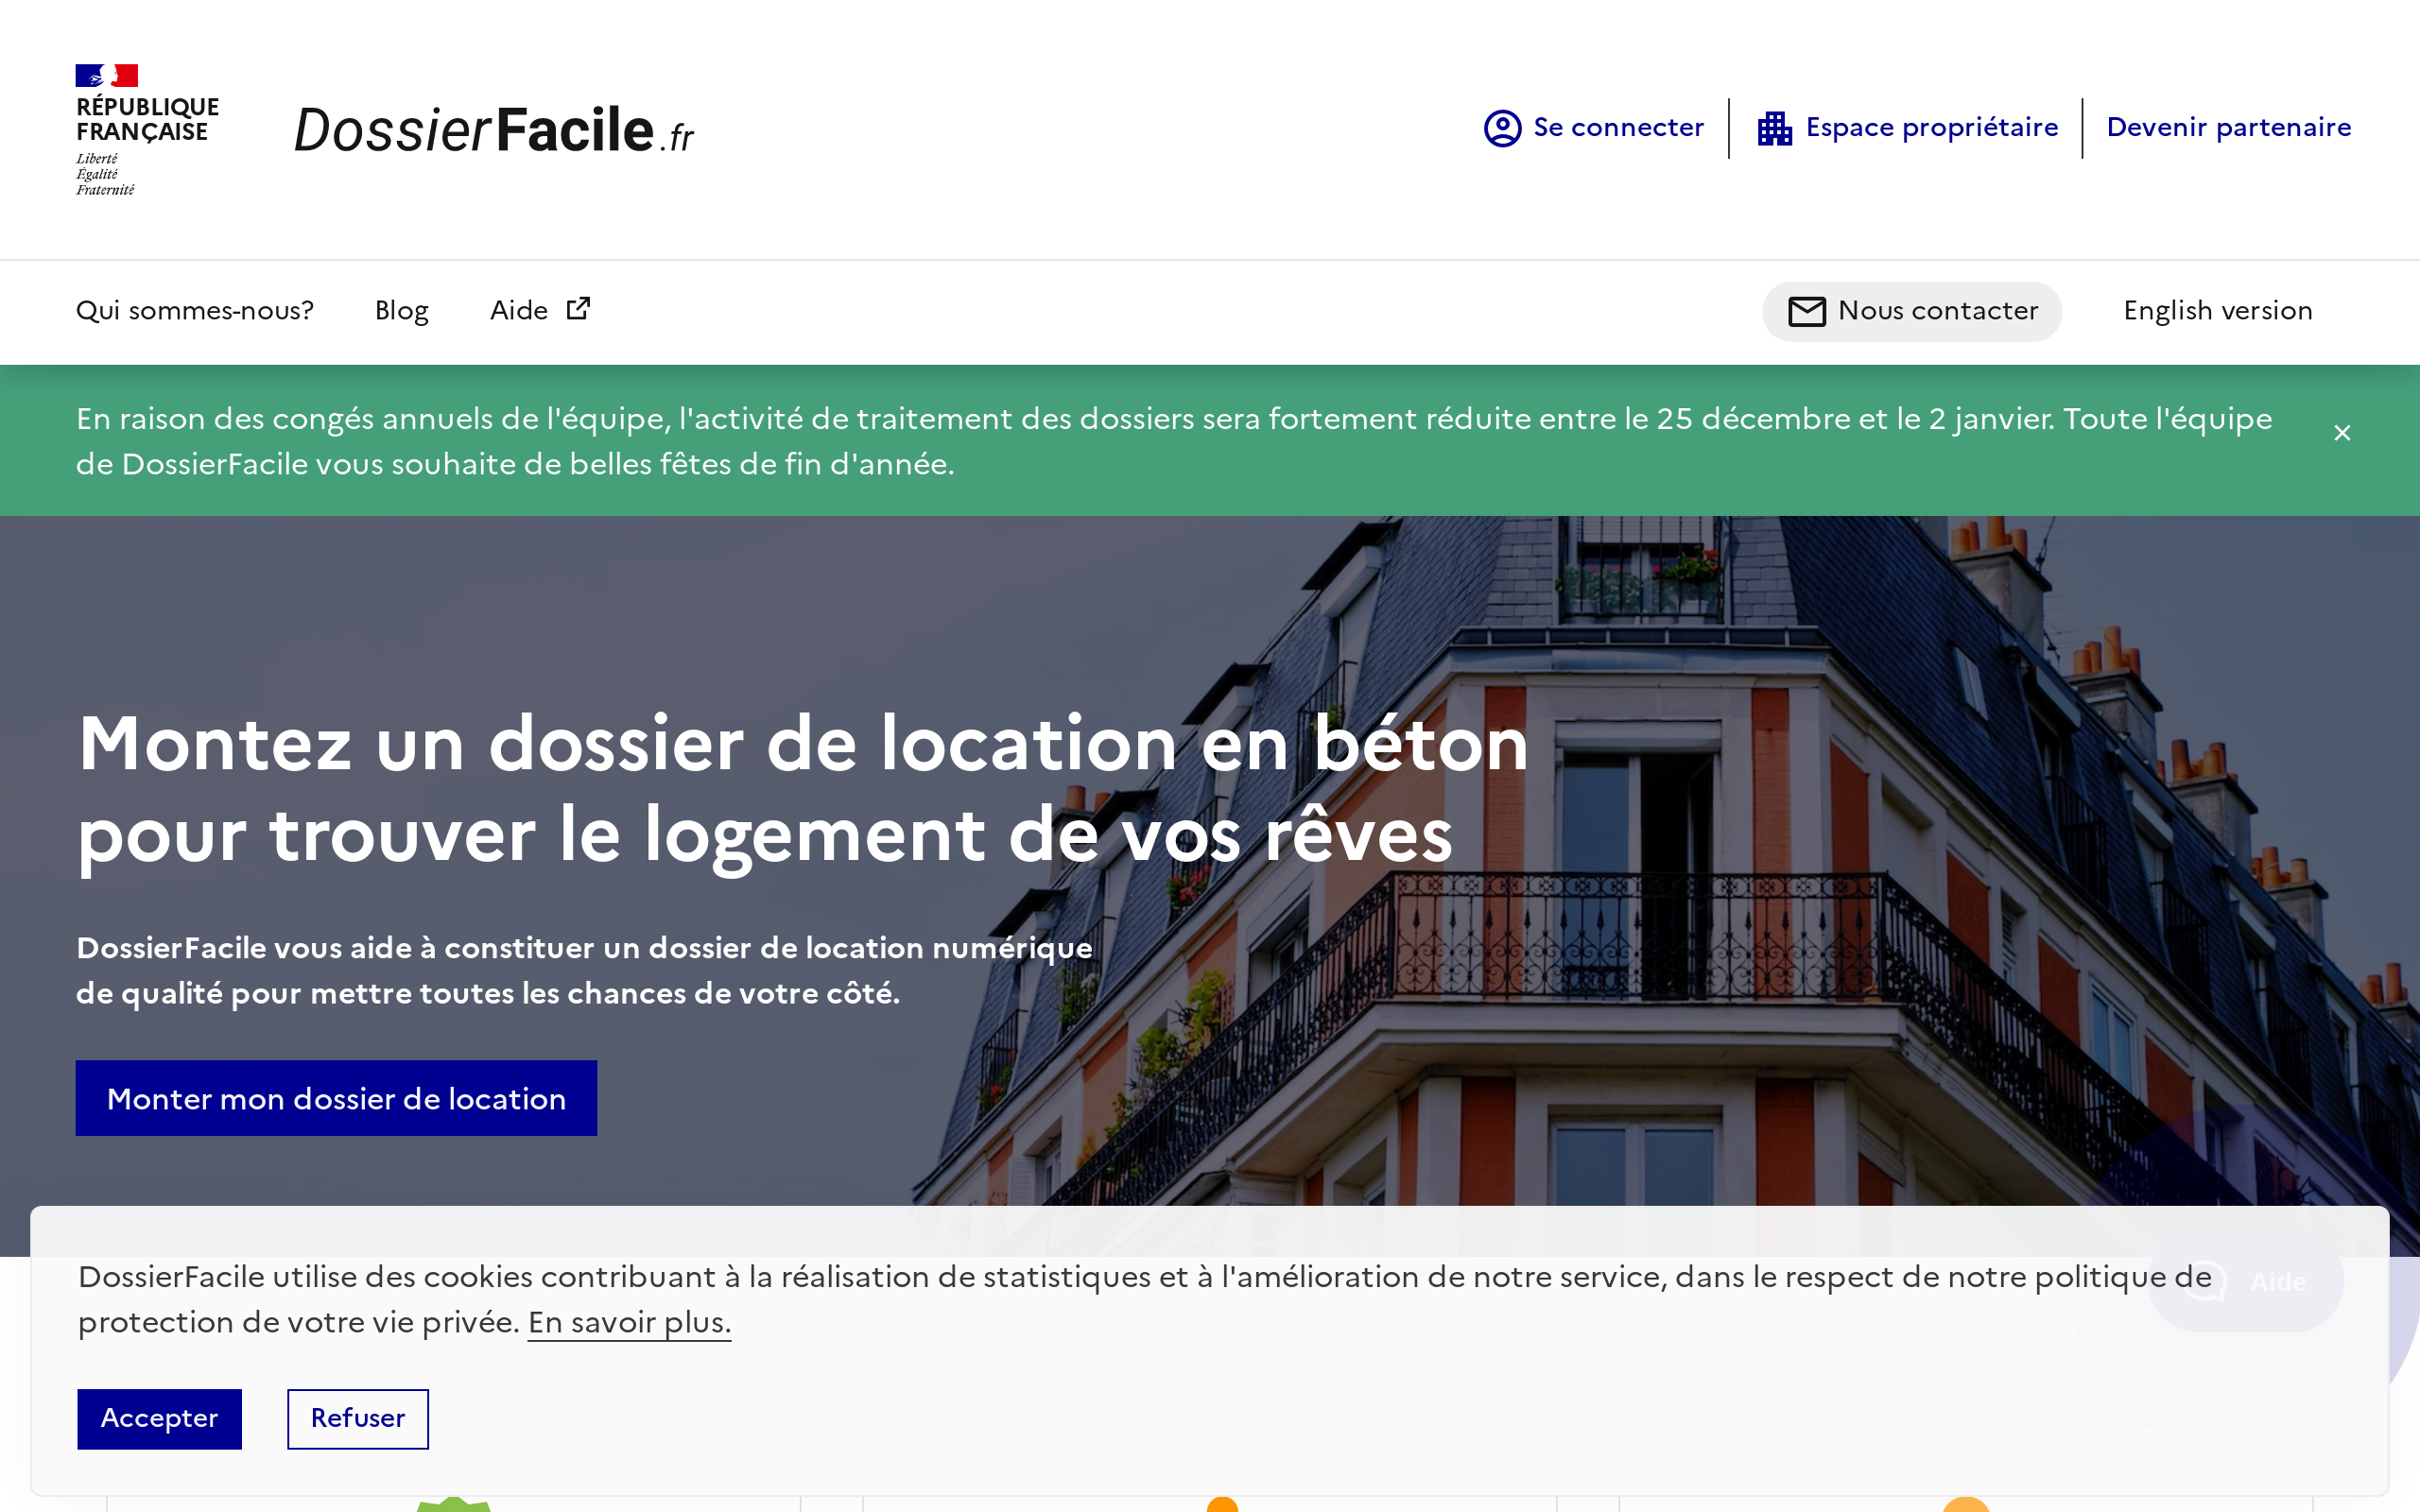 RÉPUBLIQUE
FRANÇAISE
Liberté
Égalité
Fraternité
DossierFacile.fr
Se connecter
Espace propriétaire
Devenir partenaire
Qui sommes-nous?
Blog
Aide
Nous contacter
English version
En raison des congés annuels de l'équipe, l'activité de traitement des dossiers sera fortement réduite entre le 25 décembre et le 2 janvier. Toute l'équipe
de DossierFacile vous souhaite de belles fêtes de fin d'année.
×
Montez un dossier de location en béton
pour trouver le logement de vos rêves
DossierFacile vous aide à constituer un dossier de location numérique
de qualité pour mettre toutes les chances de votre côté.
Monter mon dossier de location
DossierFacile utilise des cookies contribuant à la réalisation de statistiques et à l'amélioration de notre service, dans le respect de notre politique de
protection de votre vie privée. En savoir plus.
Aide
Accepter
Refuser